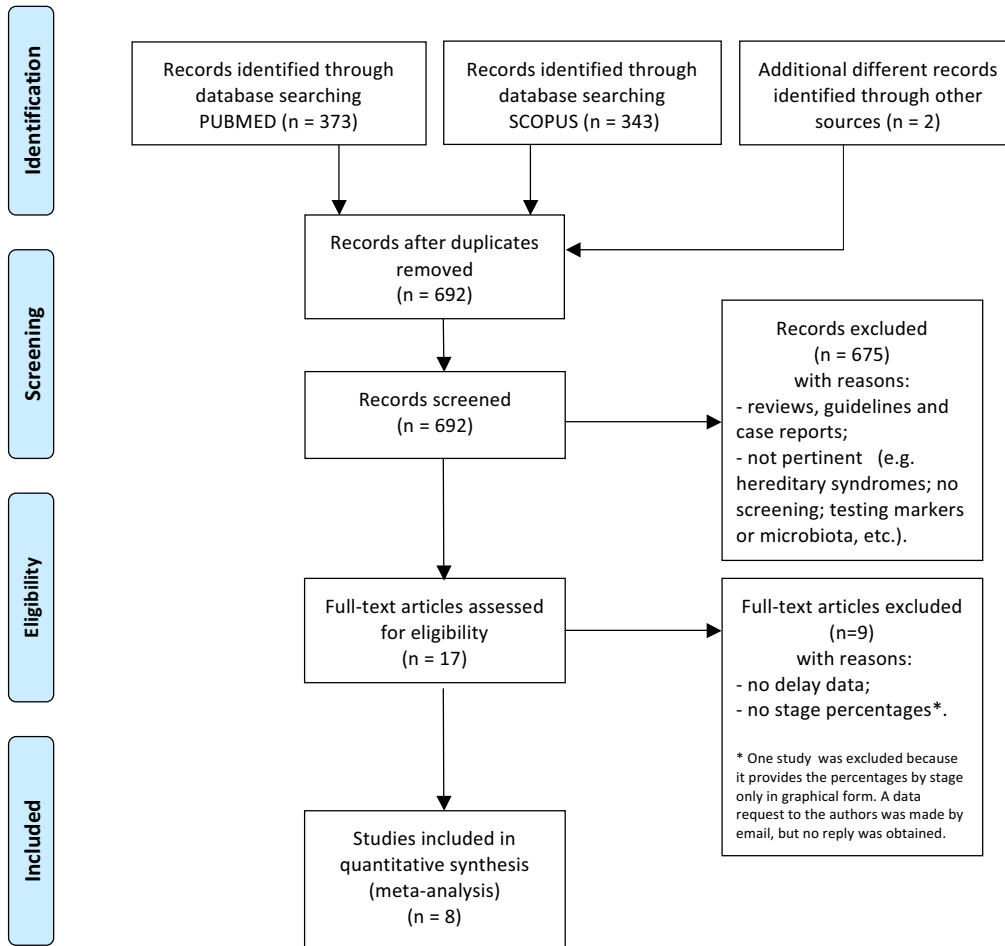 Identification
Records identified through
database searching
PUBMED (n = 373)
Records identified through
database searching
SCOPUS (n = 343)
Additional different records
identified through other
sources (n = 2)
Screening
Records after duplicates
removed
(n = 692)
Records screened
(n = 692)
Records excluded
(n = 675)
with reasons:
- reviews, guidelines and
case reports;
- not pertinent (e.g.
hereditary syndromes; no
screening; testing markers
or microbiota, etc.).
Eligibility
Full-text articles assessed
for eligibility
(n = 17)
Full-text articles excluded
(n=9)
with reasons:
- no delay data;
- no stage percentages*.
* One study was excluded because
it provides the percentages by stage
only in graphical form. A data
request to the authors was made by
email, but no reply was obtained.
Included
Studies included in
quantitative synthesis
(meta-analysis)
(n = 8)